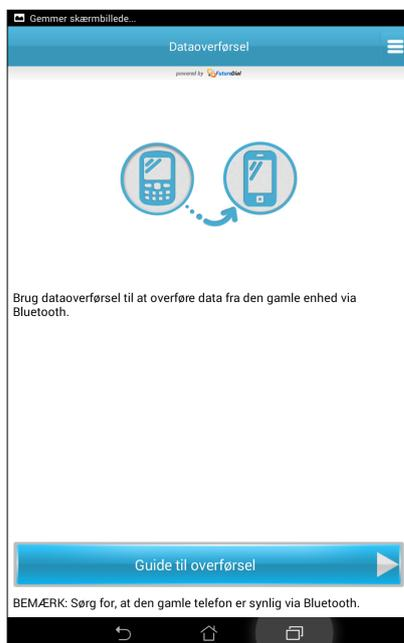 Gemmer skærmbillede...
Dataoverførsel
powered by FutureDial
Brug dataoverførsel til at overføre data fra den gamle enhed via
Bluetooth.
Guide til overførsel
BEMÆRK: Sørg for, at den gamle telefon er synlig via Bluetooth.